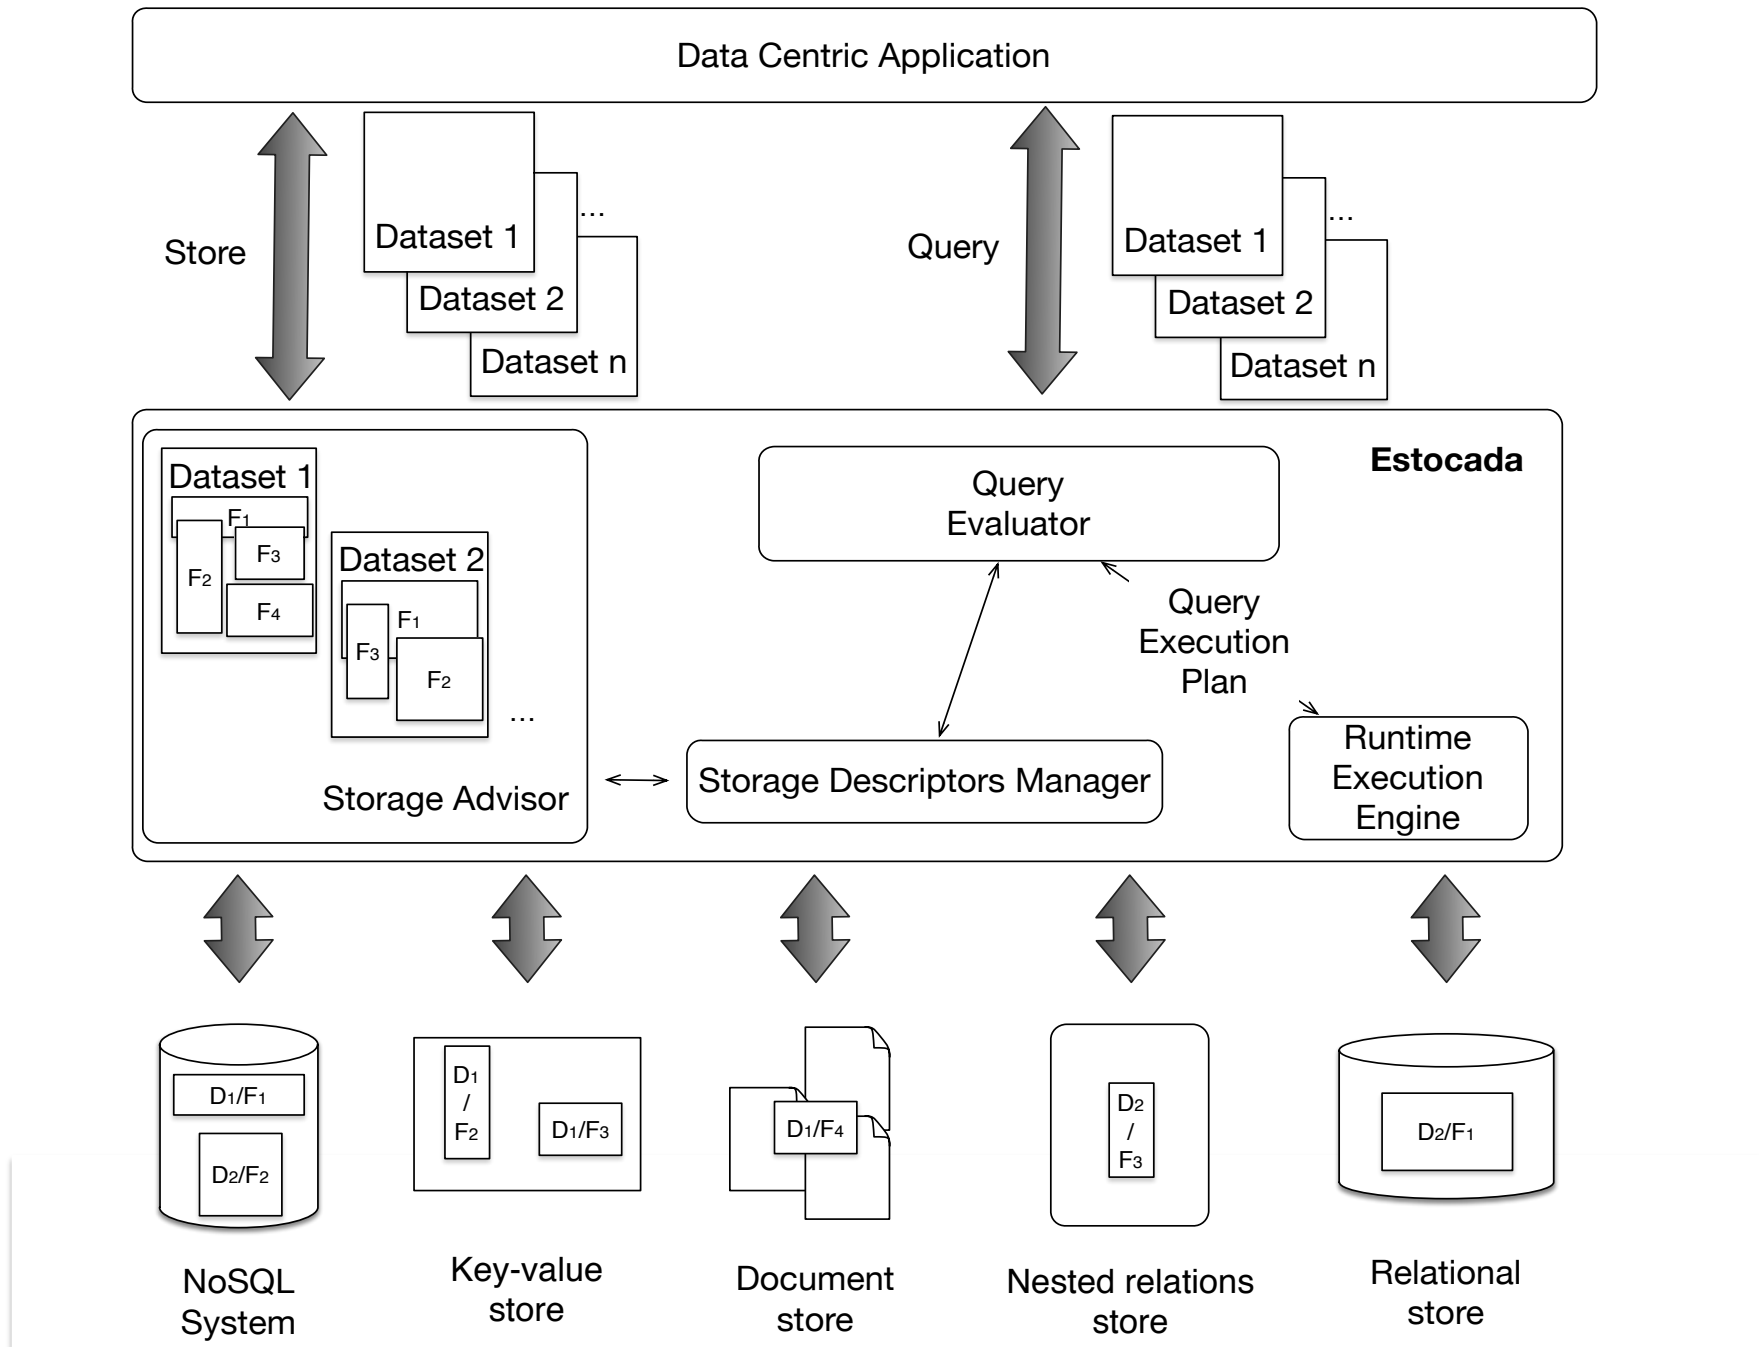 Data Centric Application
Store
Dataset 1
...
Dataset 2
Dataset n
Query
Dataset 1
...
Dataset 2
Dataset n
Estocada
Dataset 1
F1
F2
F3
F4
Dataset 2
F1
F3
F2
...
Storage Advisor
Query
Evaluator
Query
Execution
Plan
Storage Descriptors Manager
Runtime
Execution
Engine
D1/F1
D2/F2
NoSQL
System
D1
/
F2
D1/F3
Key-value
store
D1/F4
Document
store
D2
/
F3
Nested relations
store
D2/F1
Relational
store